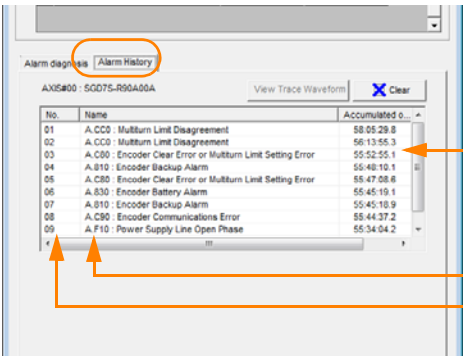 Alarm diagnosis Alarm History
AXIS#00 : SGD7S-R90A00A View Trace Waveform Clear
No. Name Accumulated o...
01 A.CC0 : Multiturn Limit Disagreement 58:05:29.8
02 A.CC0 : Multiturn Limit Disagreement 56:13:55.3
03 A.C80 : Encoder Clear Error or Multiturn Limit Setting Error 55:52:55.1
04 A.810 : Encoder Backup Alarm 55:48:10.1
05 A.C80 : Encoder Clear Error or Multiturn Limit Setting Error 55:47:08.6
06 A.830 : Encoder Battery Alarm 55:45:19.1
07 A.810 : Encoder Backup Alarm 55:45:18.9
08 A.C90 : Encoder Communications Error 55:44:37.2
09 A.F10 : Power Supply Line Open Phase 55:34:04.2